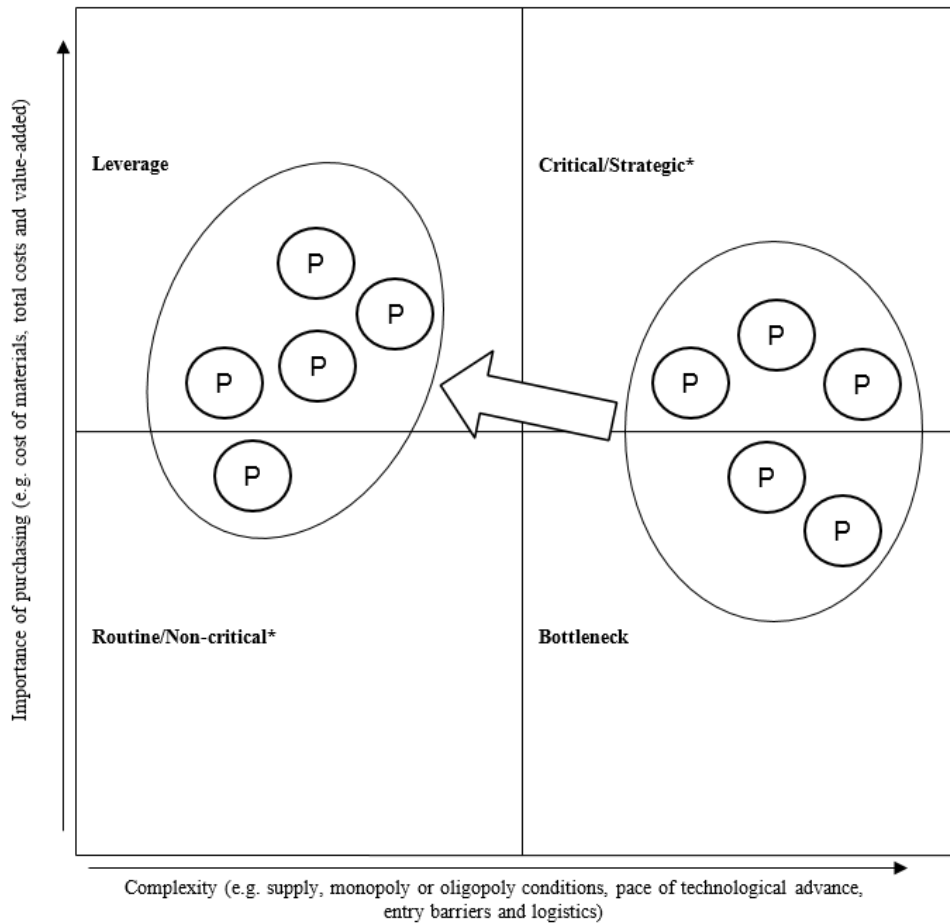 Importance of purchasing (e.g. cost of materials, total costs and value-added)
Leverage
Critical/Strategic*
P
P
P
P
P
P
P
P
P
P
Routine/Non-critical*
Bottleneck
Complexity (e.g. supply, monopoly or oligopoly conditions, pace of technological advance,
entry barriers and logistics)